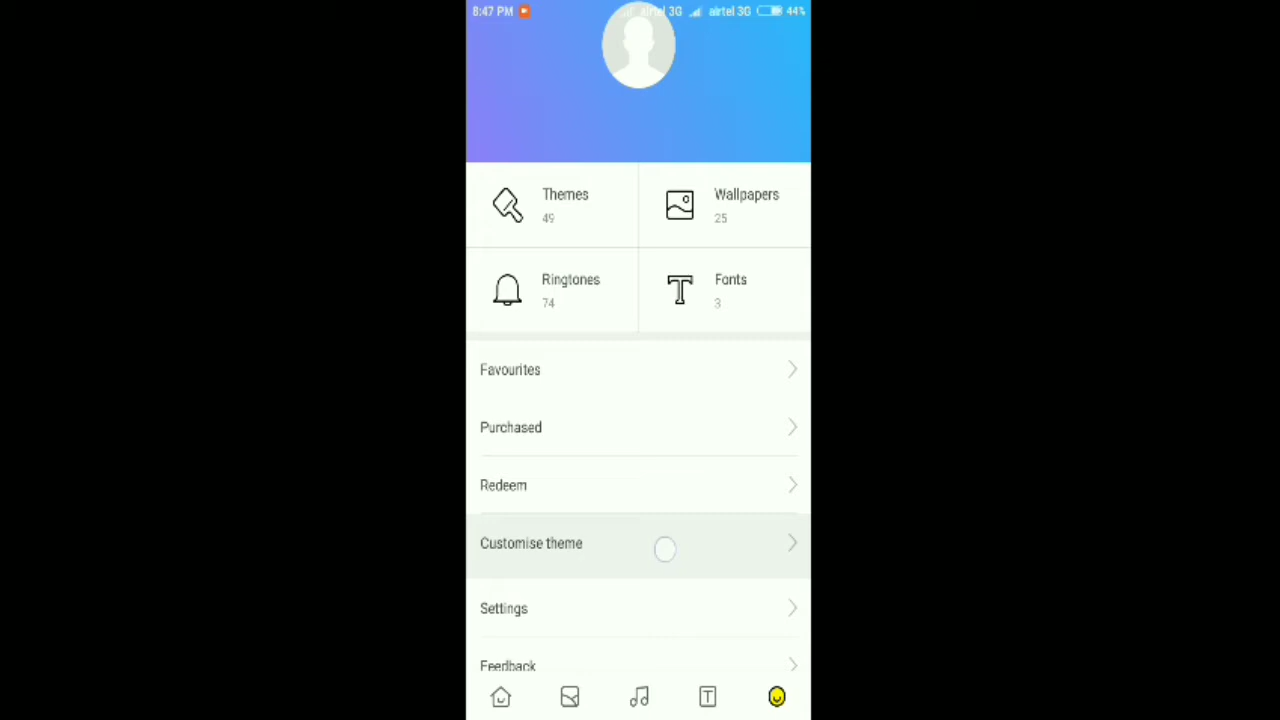 8:47 PM airtel 3G airtel 3G 44%
Themes
49
Wallpapers
25
Ringtones
74
Fonts
3
Favourites
Purchased
Redeem
Customise theme
Settings
Feedback